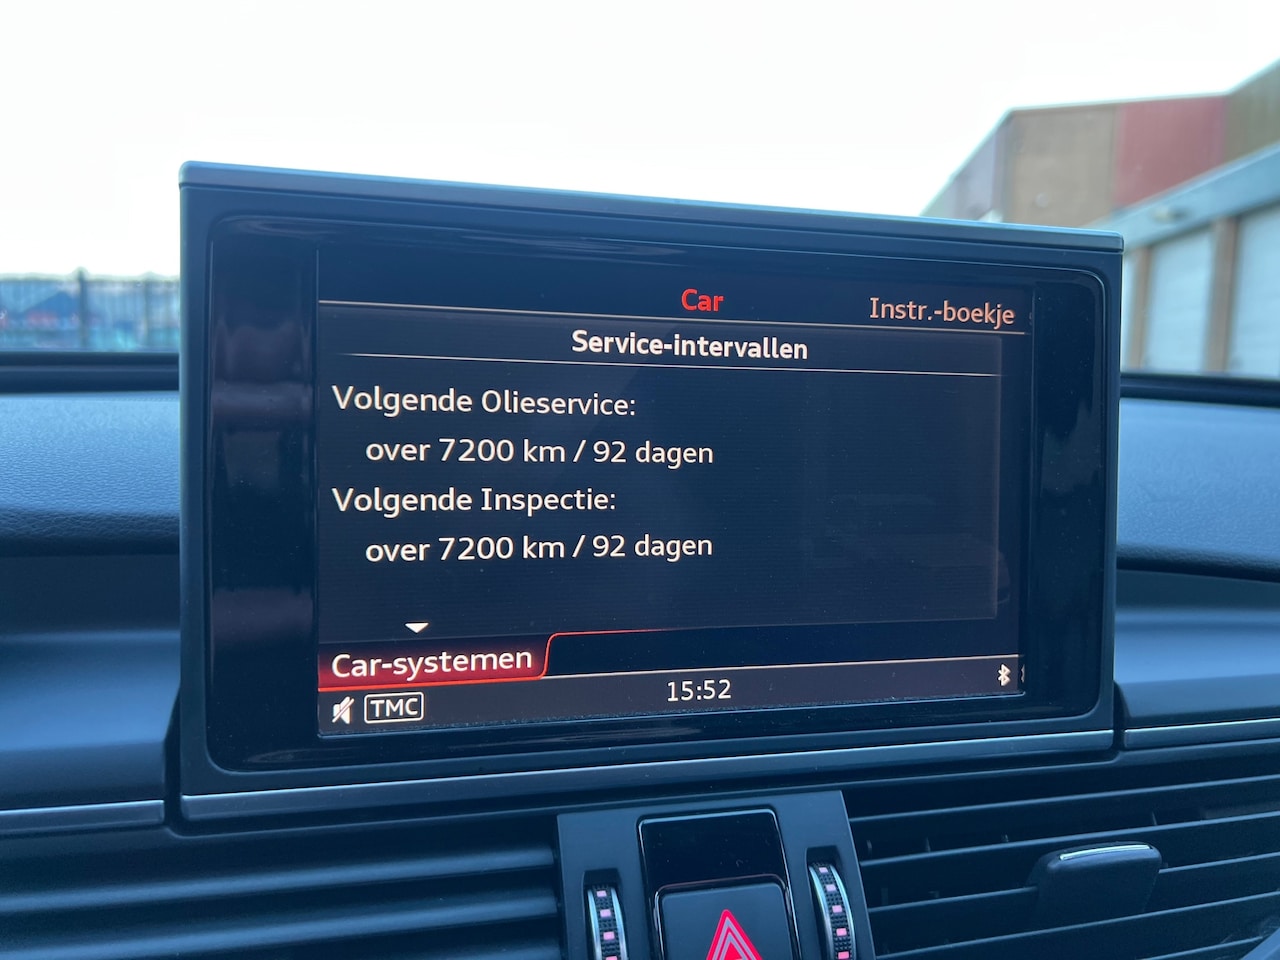 Car
Instr.-boekje
Service-intervallen
Volgende Olieservice:
over 7200 km / 92 dagen
Volgende Inspectie:
over 7200 km / 92 dagen
Car-systemen
TMC
15:52